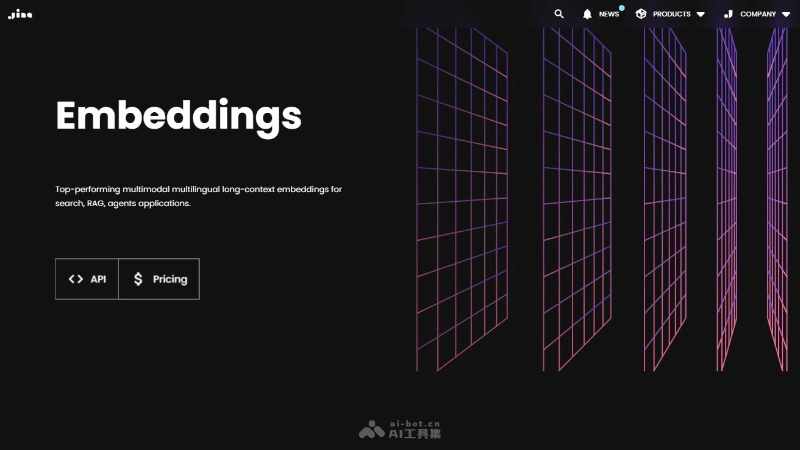 Jina
NEWS
PRODUCTS
COMPANY
Embeddings
Top-performing multimodal multilingual long-context embeddings for
search, RAG, agents applications.
API
Pricing
ai-bot.cn
AI工具集